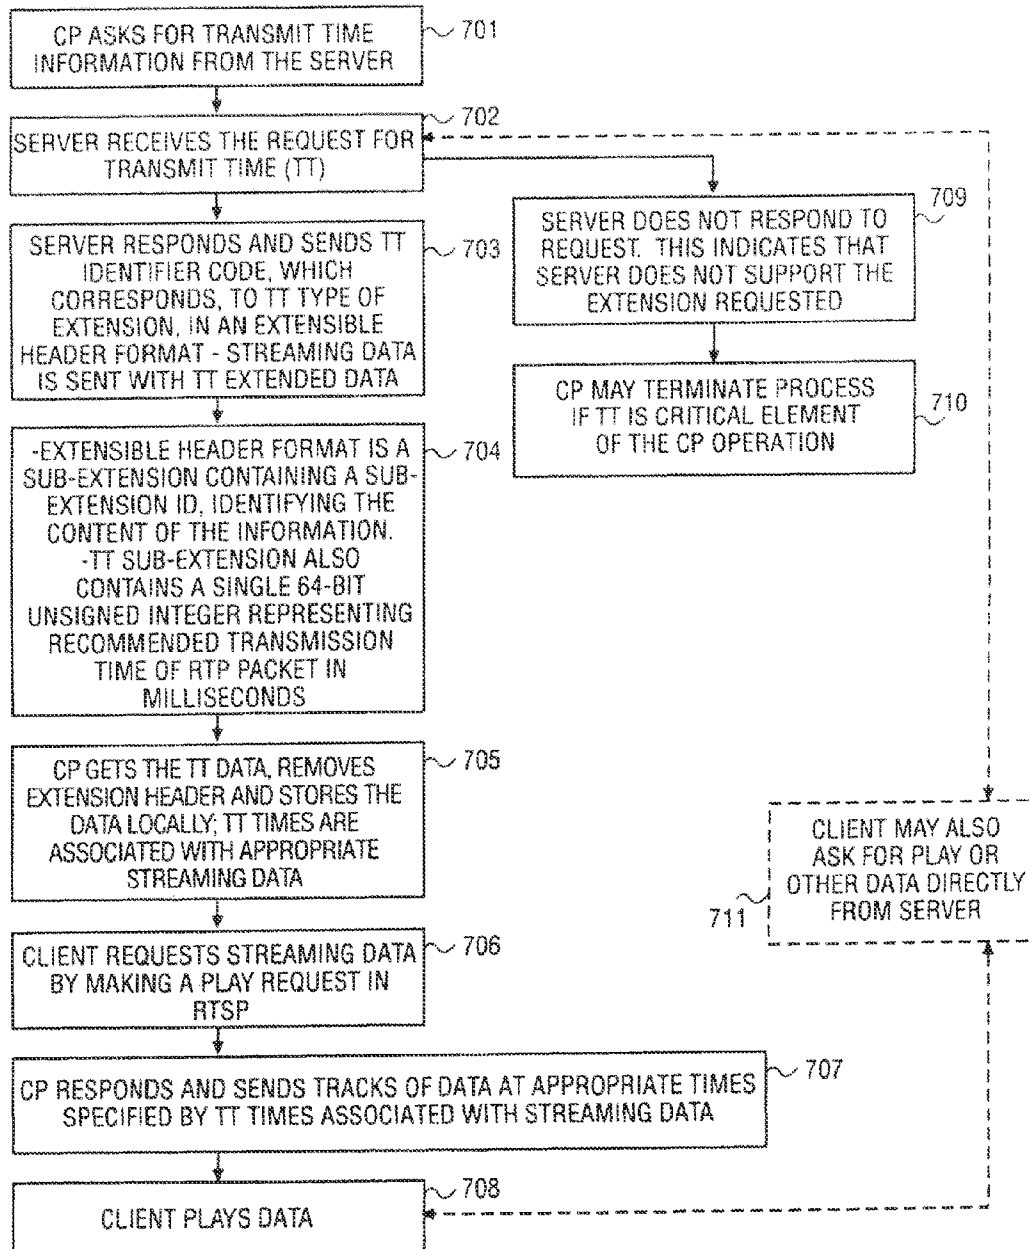 CP ASKS FOR TRANSMIT TIME
INFORMATION FROM THE SERVER
701
SERVER RECEIVES THE REQUEST FOR
TRANSMIT TIME (TT)
702
SERVER RESPONDS AND SENDS TT
IDENTIFIER CODE, WHICH
CORRESPONDS, TO TT TYPE OF
EXTENSION, IN AN EXTENSIBLE
HEADER FORMAT - STREAMING DATA
IS SENT WITH TT EXTENDED DATA
703
SERVER DOES NOT RESPOND TO
REQUEST. THIS INDICATES THAT
SERVER DOES NOT SUPPORT THE
EXTENSION REQUESTED
709
CP MAY TERMINATE PROCESS
IF TT IS CRITICAL ELEMENT
OF THE CP OPERATION
710
-EXTENSIBLE HEADER FORMAT IS A
SUB-EXTENSION CONTAINING A SUB-
EXTENSION ID, IDENTIFYING THE
CONTENT OF THE INFORMATION.
-TT SUB-EXTENSION ALSO
CONTAINS A SINGLE 64-BIT
UNSIGNED INTEGER REPRESENTING
RECOMMENDED TRANSMISSION
TIME OF RTP PACKET IN
MILLISECONDS
704
CP GETS THE TT DATA, REMOVES
EXTENSION HEADER AND STORES THE
DATA LOCALLY; TT TIMES ARE
ASSOCIATED WITH APPROPRIATE
STREAMING DATA
705
CLIENT MAY ALSO
ASK FOR PLAY OR
OTHER DATA DIRECTLY
FROM SERVER
711
CLIENT REQUESTS STREAMING DATA
BY MAKING A PLAY REQUEST IN
RTSP
706
CP RESPONDS AND SENDS TRACKS OF DATA AT APPROPRIATE TIMES
SPECIFIED BY TT TIMES ASSOCIATED WITH STREAMING DATA
707
CLIENT PLAYS DATA
708